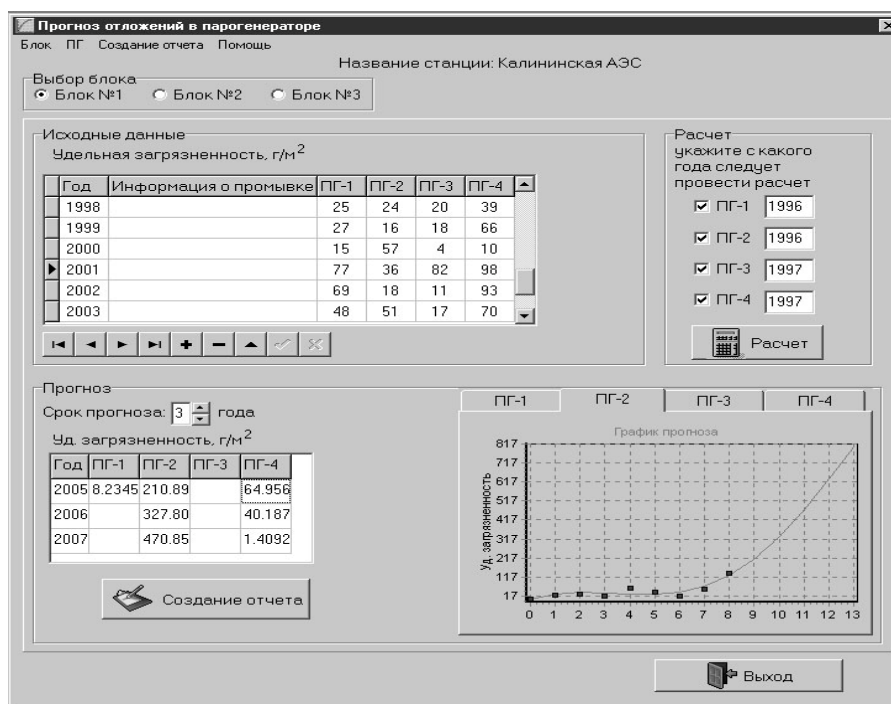 Прогноз отложений в парогенераторе
Блок ПГ Создание отчета Помощь
Название станции: Калининская АЭС
Выбор блока
Блок №1 Блок №2 Блок №3
Исходные данные
Удельная загрязненность, г/м2
Год Информация о промывке ПГ-1 ПГ-2 ПГ-3 ПГ-4
1998 25 24 20 39
1999 27 16 18 66
2000 15 57 4 10
2001 77 36 82 98
2002 69 18 11 93
2003 48 51 17 70
Расчет
укажите с какого
года следует
провести расчет
ПГ-1 1996
ПГ-2 1996
ПГ-3 1997
ПГ-4 1997
Расчет
Прогноз
Срок прогноза: 3 года
Уд. загрязненность, г/м2
Год ПГ-1 ПГ-2 ПГ-3 ПГ-4
2005 8.2345 210.89 64.956
2006 327.80 40.187
2007 470.85 1.4092
Создание отчета
ПГ-1 ПГ-2 ПГ-3 ПГ-4
График прогноза
Уд. загрязненность
817
717
617
517
417
317
217
117
17
0 1 2 3 4 5 6 7 8 9 10 11 12 13
Выход